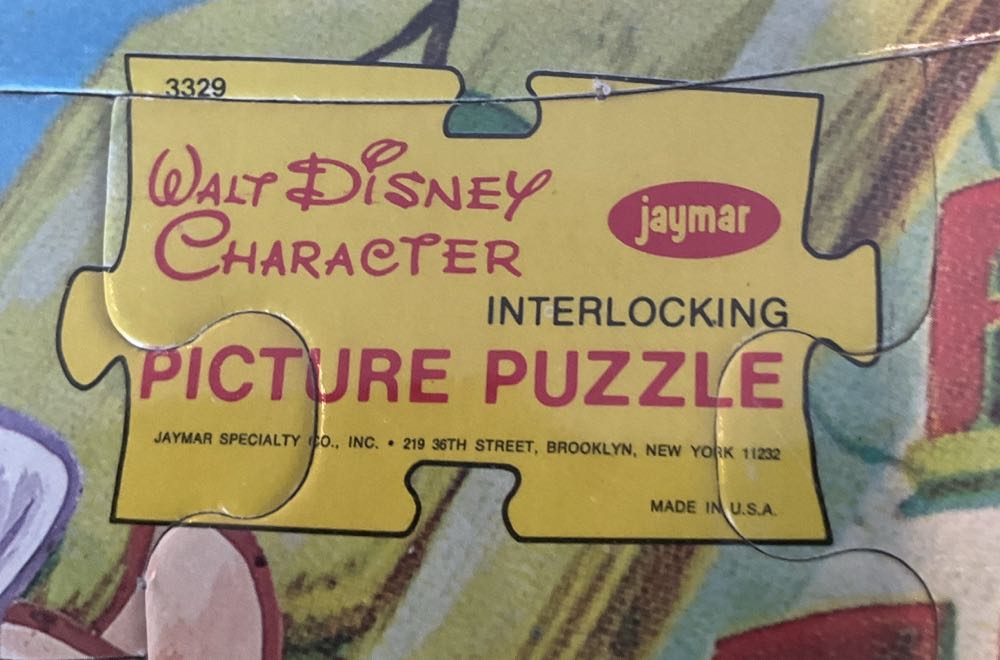 3329
WALT DISNEY
CHARACTER
jaymar
INTERLOCKING
PICTURE PUZZLE
JAYMAR SPECIALTY CO., INC. • 219 36TH STREET, BROOKLYN, NEW YORK 11232
MADE IN U.S.A.